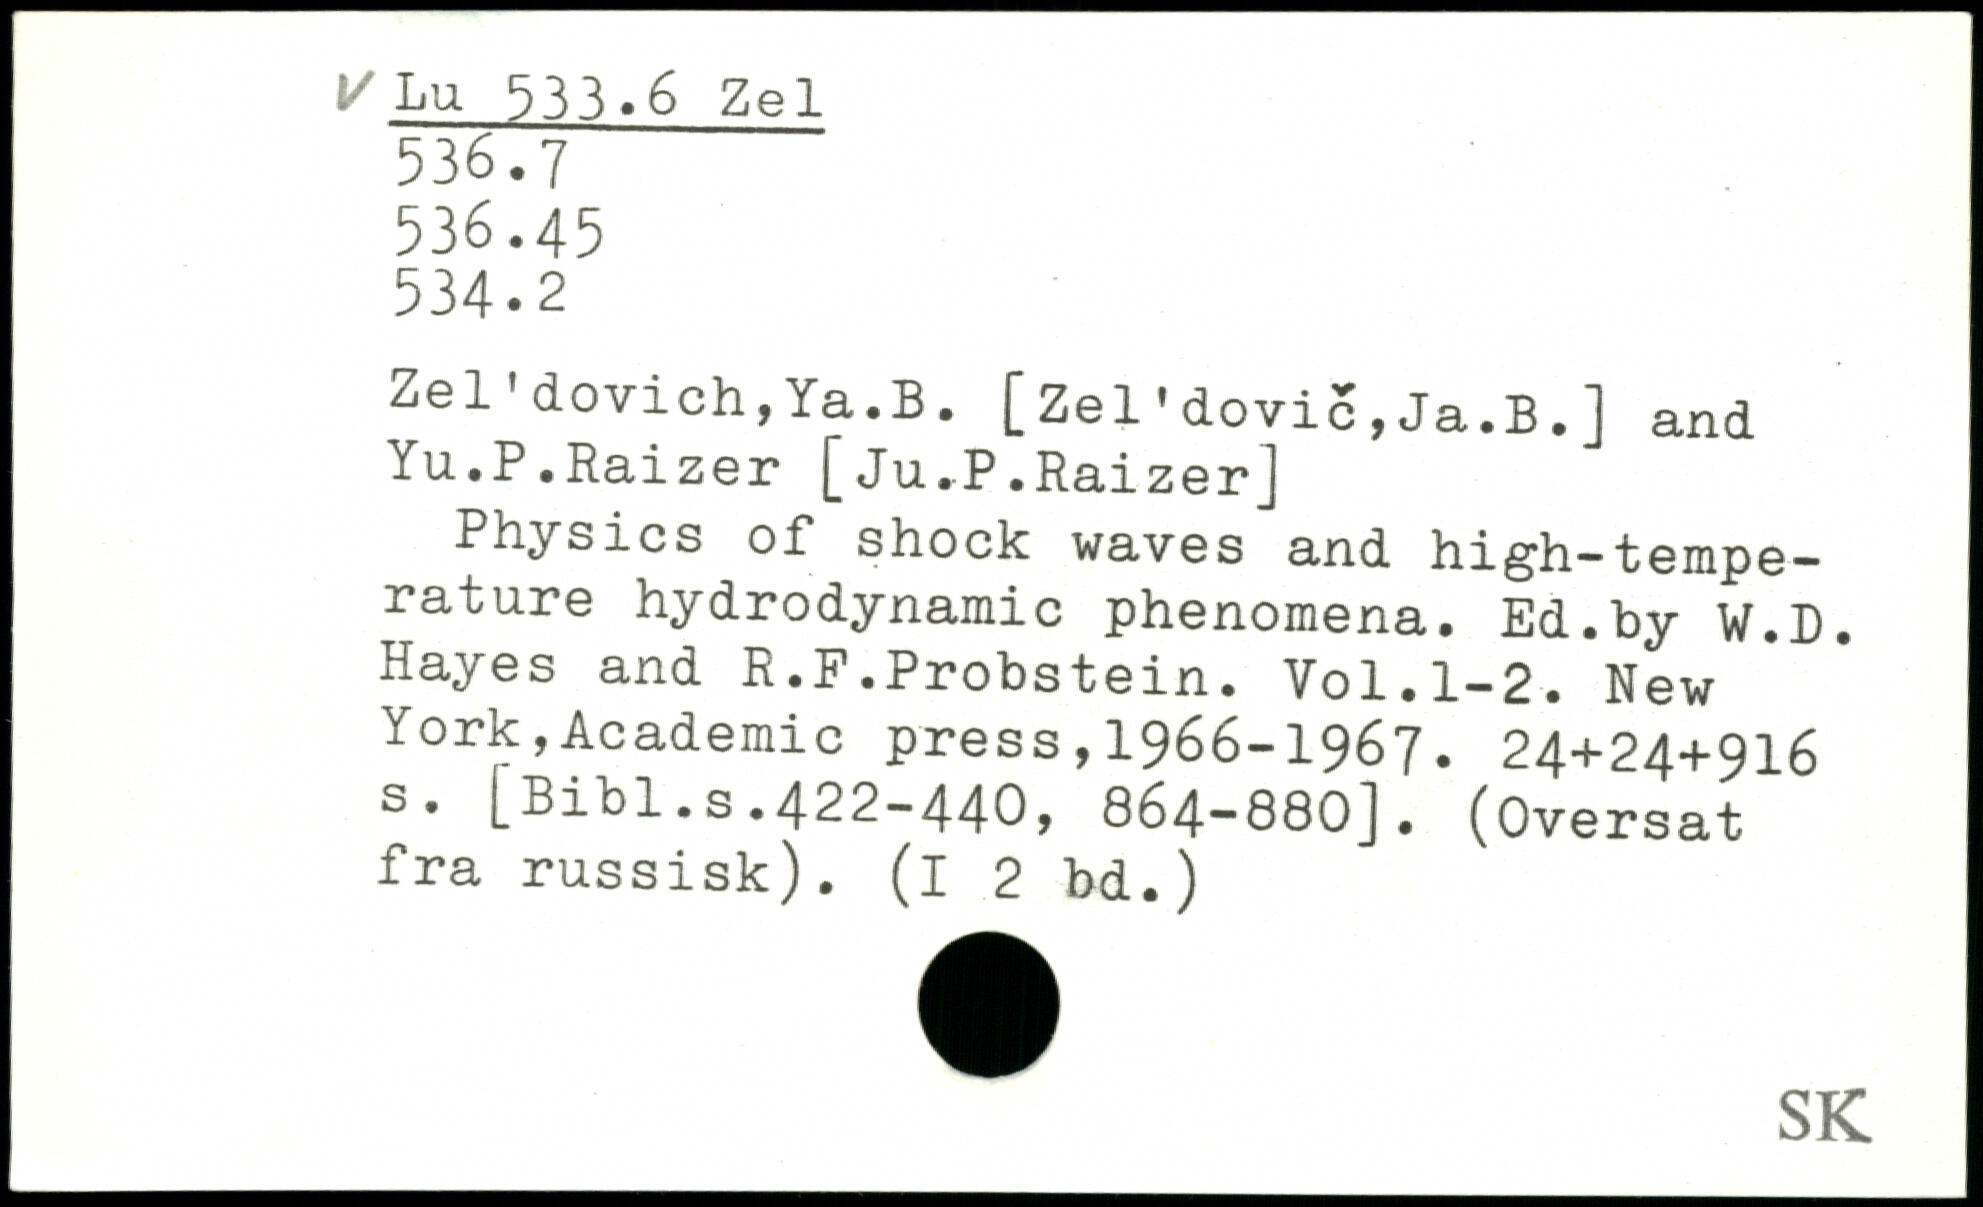 V Lu 533.6 Zel
536.7
536.45
534.2
Zel'dovich,Ya.B. [Zel'dovič,Ja.B.] and
Yu.P.Raizer [Ju.P.Raizer]
Physics of shock waves and high-tempe-
rature hydrodynamic phenomena. Ed.by W.D.
Hayes and R.F.Probstein. Vol.1-2. New
York,Academic press,1966-1967. 24+24+916
s. [Bibl.s.422-440, 864-880]. (Oversat
fra russisk). (I 2 bd.)
SK